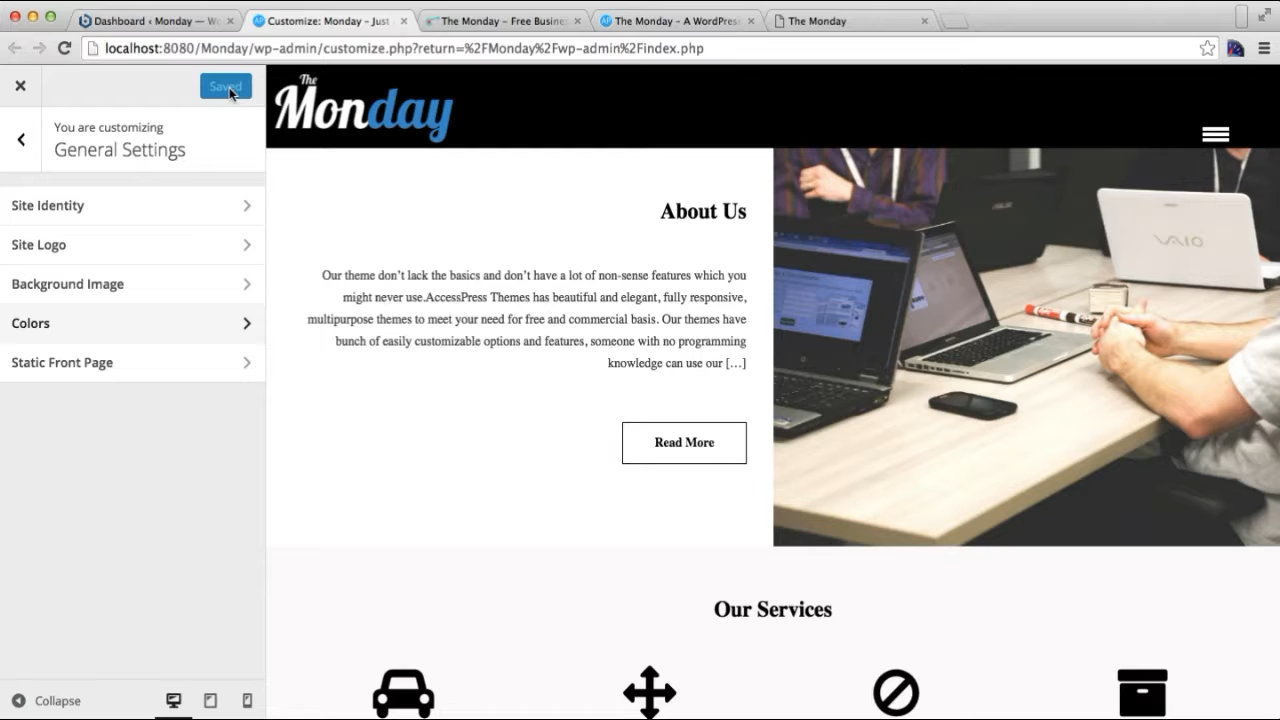 Dashboard ‹ Monday — W
Customize: Monday – Just
The Monday – Free Busine
The Monday – A WordPress
The Monday
localhost:8080/Monday/wp-admin/customize.php?return=%2FMonday%2Fwp-admin%2Findex.php
Saved
You are customizing
General Settings
Site Identity
Site Logo
Background Image
Colors
Static Front Page
Collapse
The
Monday
About Us
Our theme don't lack the basics and don't have a lot of non-sense features which you
might never use.AccessPress Themes has beautiful and elegant, fully responsive,
multipurpose themes to meet your need for free and commercial basis. Our themes have
bunch of easily customizable options and features, someone with no programming
knowledge can use our […]
Read More
VAIO
Our Services